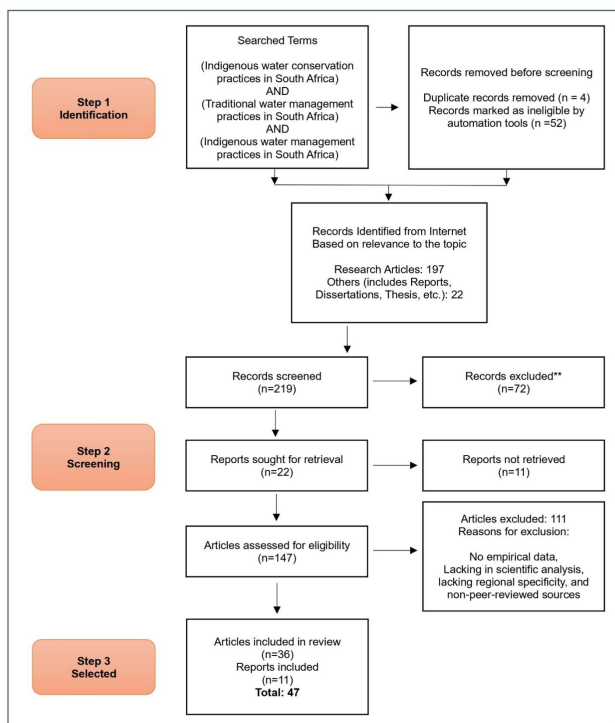 Searched Terms
(Indigenous water conservation
practices in South Africa)
AND
(Traditional water management
practices in South Africa)
AND
(Indigenous water management
practices in South Africa)
Records removed before screening
Duplicate records removed (n = 4)
Records marked as ineligible by
automation tools (n =52)
Step 1
Identification
Records Identified from Internet
Based on relevance to the topic
Research Articles: 197
Others (includes Reports,
Dissertations, Thesis, etc.): 22
Records screened
(n=219)
Records excluded**
(n=72)
Step 2
Screening
Reports sought for retrieval
(n=22)
Reports not retrieved
(n=11)
Articles assessed for eligibility
(n=147)
Articles excluded: 111
Reasons for exclusion:
No empirical data,
Lacking in scientific analysis,
lacking regional specificity, and
non-peer-reviewed sources
Step 3
Selected
Articles included in review
(n=36)
Reports included
(n=11)
Total: 47